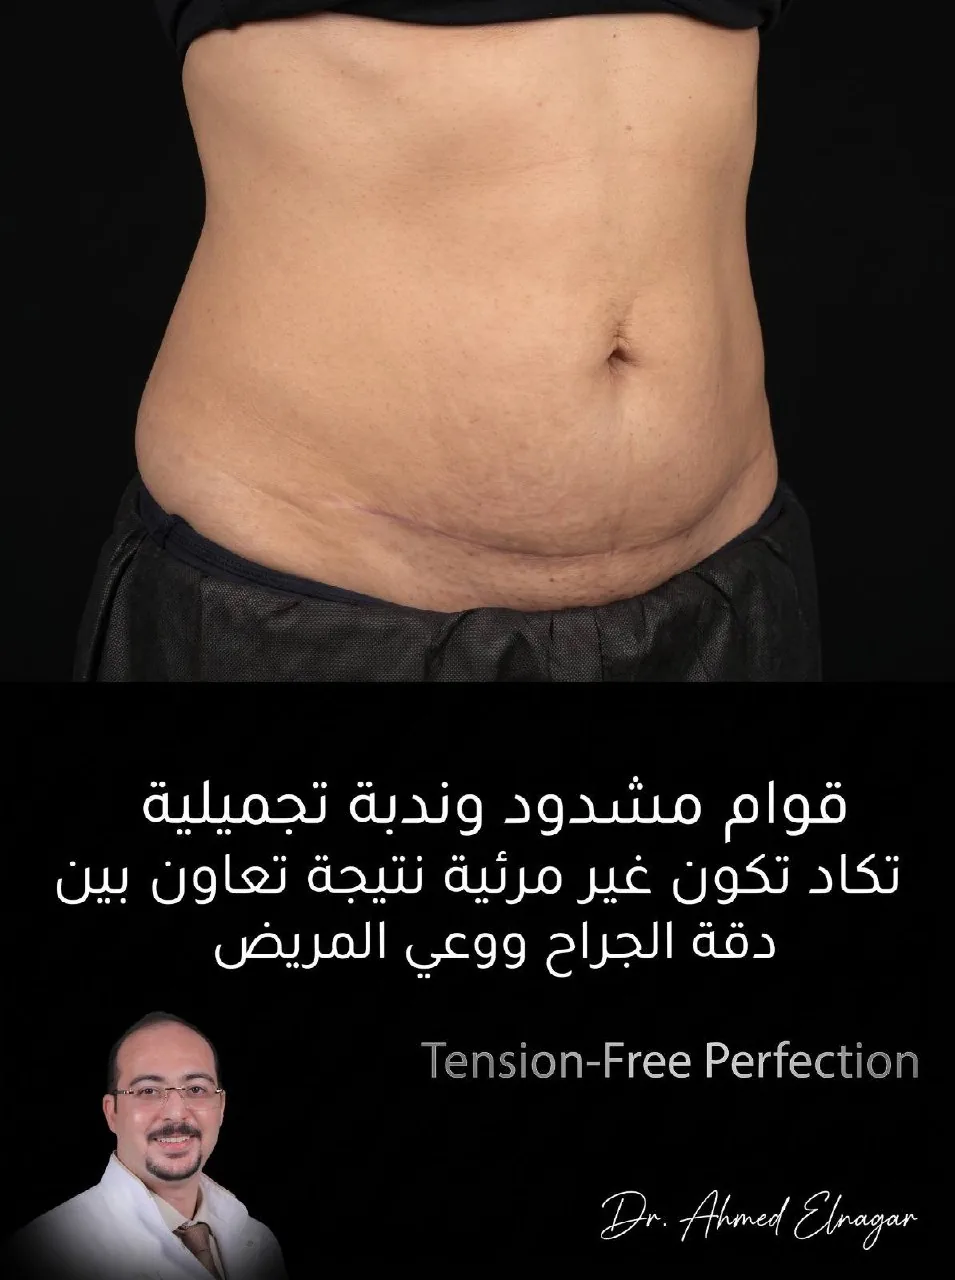 قوام مشدود وندبة تجميلية
تكاد تكون غير مرئية نتيجة تعاون بين
دقة الجراح ووعي المريض
Tension-Free Perfection
Dr. Ahmed Elnagar